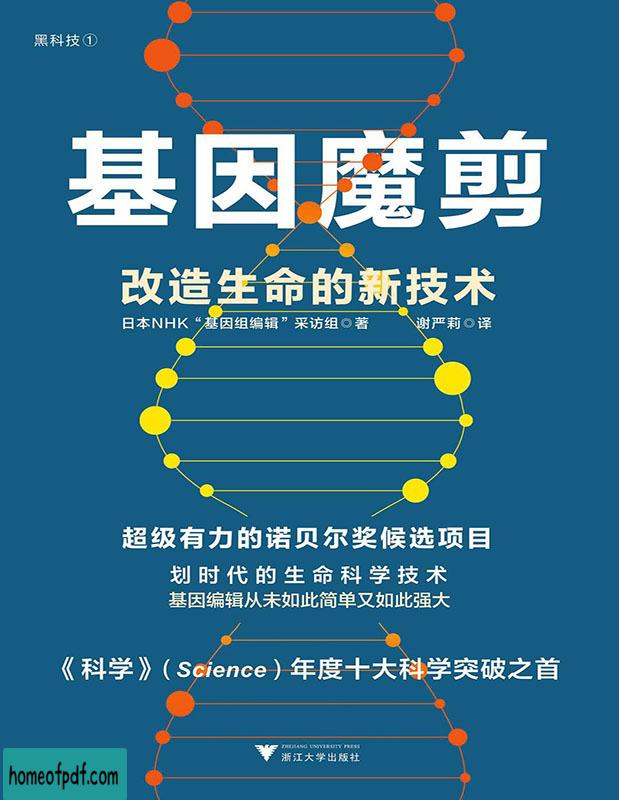 黑科技①
基因魔剪
改造生命的新技术
日本NHK“基因组编辑”采访组◎著 谢严莉◎译
超级有力的诺贝尔奖候选项目
划时代的生命科学技术
基因编辑从未如此简单又如此强大
《科学》（Science）年度十大科学突破之首
ZHEJIANG UNIVERSITY PRESS
浙江大学出版社
homeofpdf.com